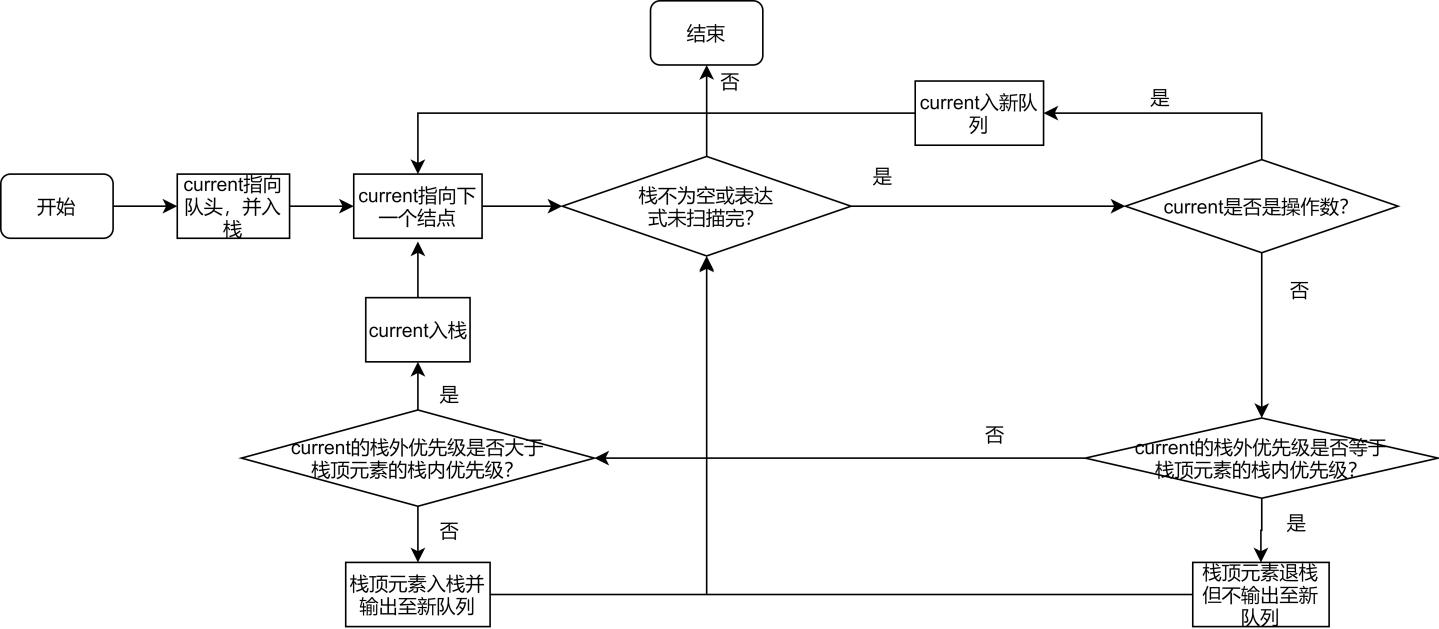 结束
否
current入新队
列
是
开始
current指向
队头，并入
栈
current指向下
一个结点
栈不为空或表达
式未扫描完？
是
current是否是操作数？
否
current入栈
是
current的栈外优先级是否大于
栈顶元素的栈内优先级？
否
current的栈外优先级是否等于
栈顶元素的栈内优先级？
否
是
栈顶元素入栈并
输出至新队列
栈顶元素退栈
但不输出至新
队列